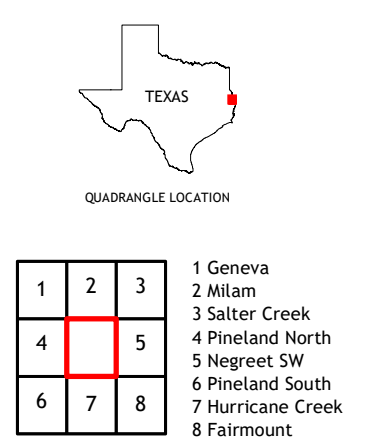 TEXAS
QUADRANGLE LOCATION
1 2 3
4 5
6 7 8
1 Geneva
2 Milam
3 Salter Creek
4 Pineland North
5 Negreet SW
6 Pineland South
7 Hurricane Creek
8 Fairmount